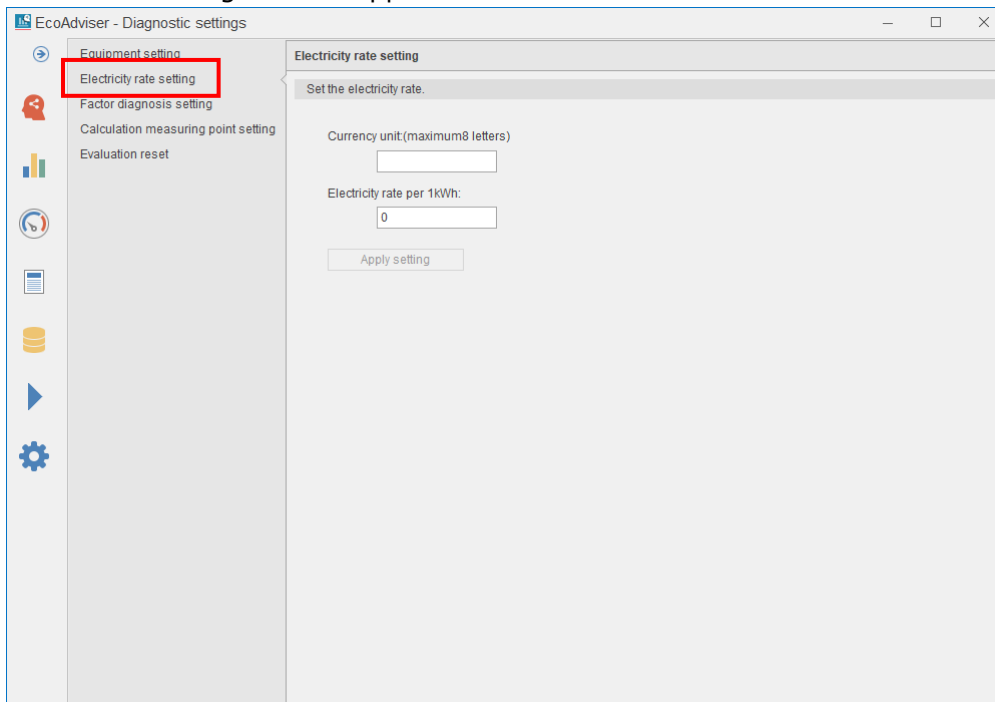 EcoAdviser - Diagnostic settings
Equipment setting
Electricity rate setting
Factor diagnosis setting
Calculation measuring point setting
Evaluation reset
Electricity rate setting
Set the electricity rate.
Currency unit:(maximum8 letters)
Electricity rate per 1kWh:
0
Apply setting